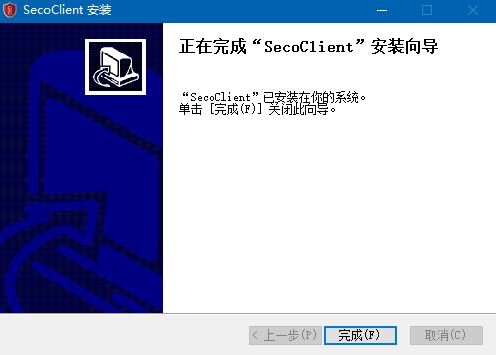 SecoClient 安装
正在完成“SecoClient”安装向导
“SecoClient”已安装在你的系统。
单击 [完成(F)] 关闭此向导。
< 上一步(P)
完成(F)
取消(C)